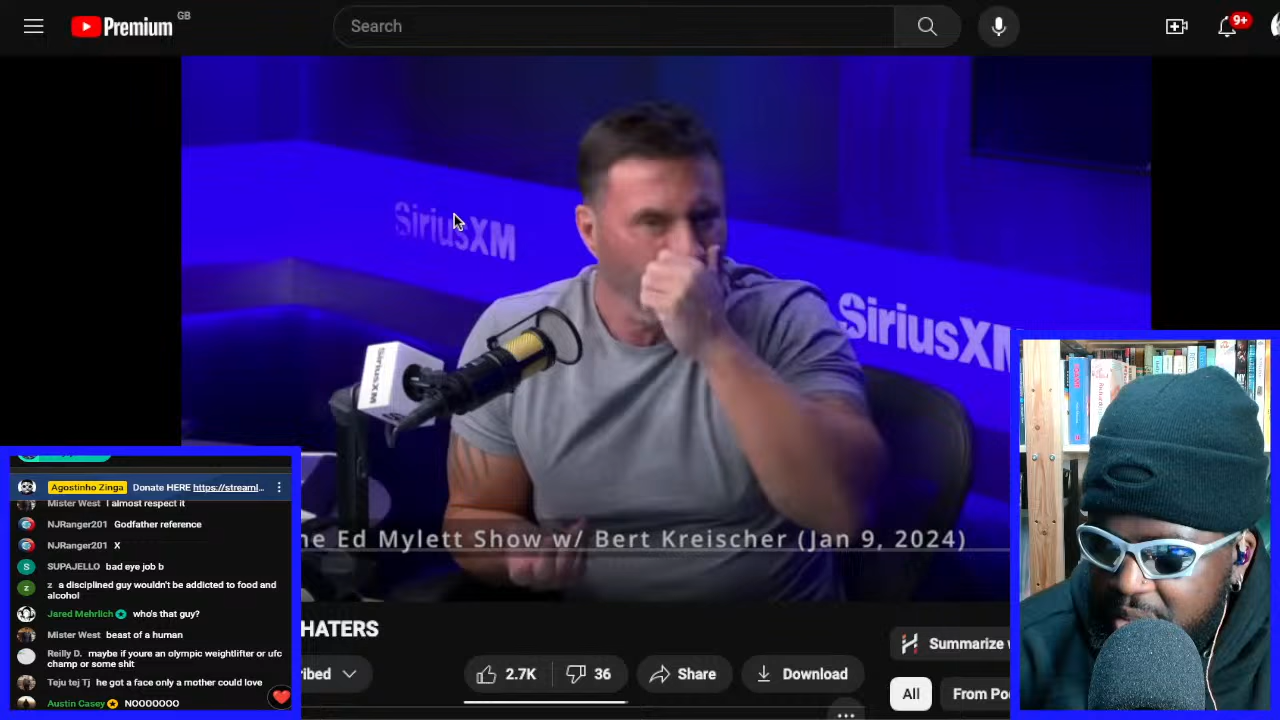 Premium GB
Search
9+
SiriusXM
SiriusXM
SiriusXM
he Ed Mylett Show w/ Bert Kreischer (Jan 9, 2024)
HATERS
ribed
2.7K
36
Share
Download
Summarize
All
From Po
Agostinho Zinga Donate HERE https://streaml...
Mister West I almost respect it
NJRanger201 Godfather reference
NJRanger201 X
SUPAJELLO bad eye job b
z a disciplined guy wouldn't be addicted to food and
alcohol
Jared Mehrlich who's that guy?
Mister West beast of a human
Reilly D. maybe if youre an olympic weightlifter or ufc
champ or some shit
Taju tej Tj he got a face only a mother could love
Austin Casey NOOOOOOO